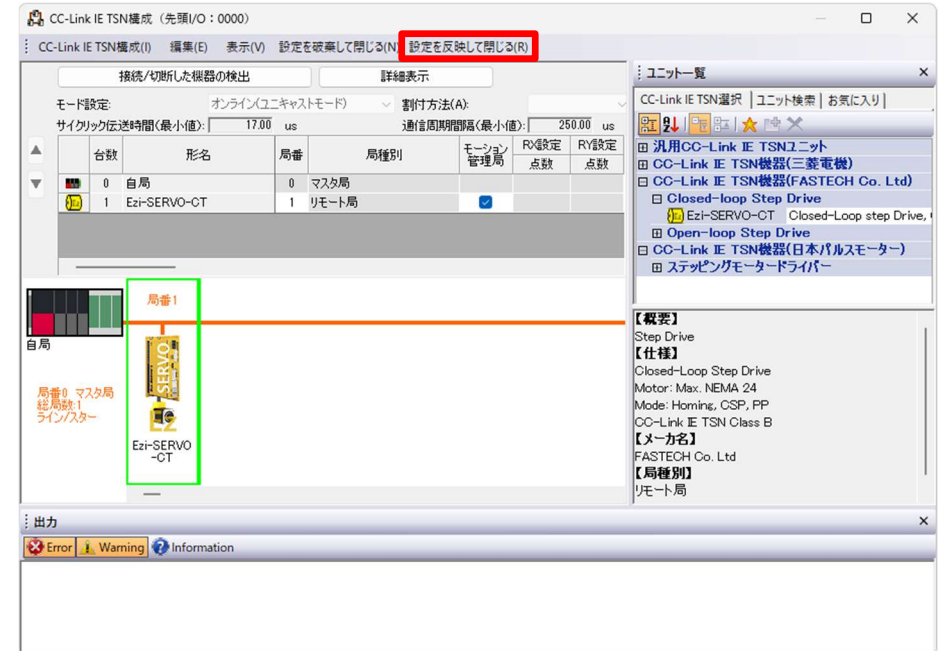 CC-Link IE TSN構成（先頭I/O：0000）
CC-Link IE TSN構成(I) 編集(E) 表示(V) 設定を破棄して閉じる(N) 設定を反映して閉じる(R)
接続/切断した機器の検出 詳細表示
モード設定: オンライン(ユニキャストモード) 割付方法(A):
サイクリック伝送時間(最小値): 17.00 us 通信周期間隔(最小値): 250.00 us
台数 形名 局番 局種別 モーション管理局 RX設定 点数 RY設定 点数
0 自局 0 マスタ局
1 Ezi-SERVO-CT 1 リモート局
局番1
自局
SERVO
EZ
局番0 マスタ局
総局数:1
ライン/スター
Ezi-SERVO
-CT
ユニット一覧
CC-Link IE TSN選択 ユニット検索 お気に入り
汎用CC-Link IE TSNユニット
CC-Link IE TSN機器(三菱電機)
CC-Link IE TSN機器(FASTECH Co. Ltd)
Closed-loop Step Drive
Ezi-SERVO-CT Closed-Loop step Drive,
Open-loop Step Drive
CC-Link IE TSN機器(日本パルスモーター)
ステッピングモータードライバー
【概要】
Step Drive
【仕様】
Closed-Loop Step Drive
Motor: Max. NEMA 24
Mode: Homing, CSP, PP
CC-Link IE TSN Class B
【メーカ名】
FASTECH Co. Ltd
【局種別】
リモート局
出力
Error Warning Information